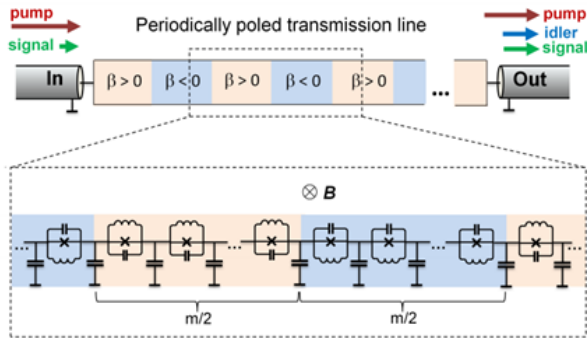 Periodically poled transmission line
pump
signal
pump
idler
signal
In
β > 0
β < 0
β > 0
β < 0
β > 0
...
Out
⊗ B
...
...
...
...
m/2
m/2